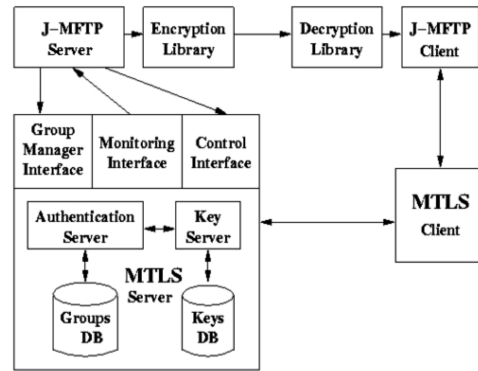 J-MFTP
Server
Encryption
Library
Decryption
Library
J-MFTP
Client
Group
Manager
Interface
Monitoring
Interface
Control
Interface
MTLS
Client
Authentication
Server
Key
Server
MTLS
Server
Groups
DB
Keys
DB